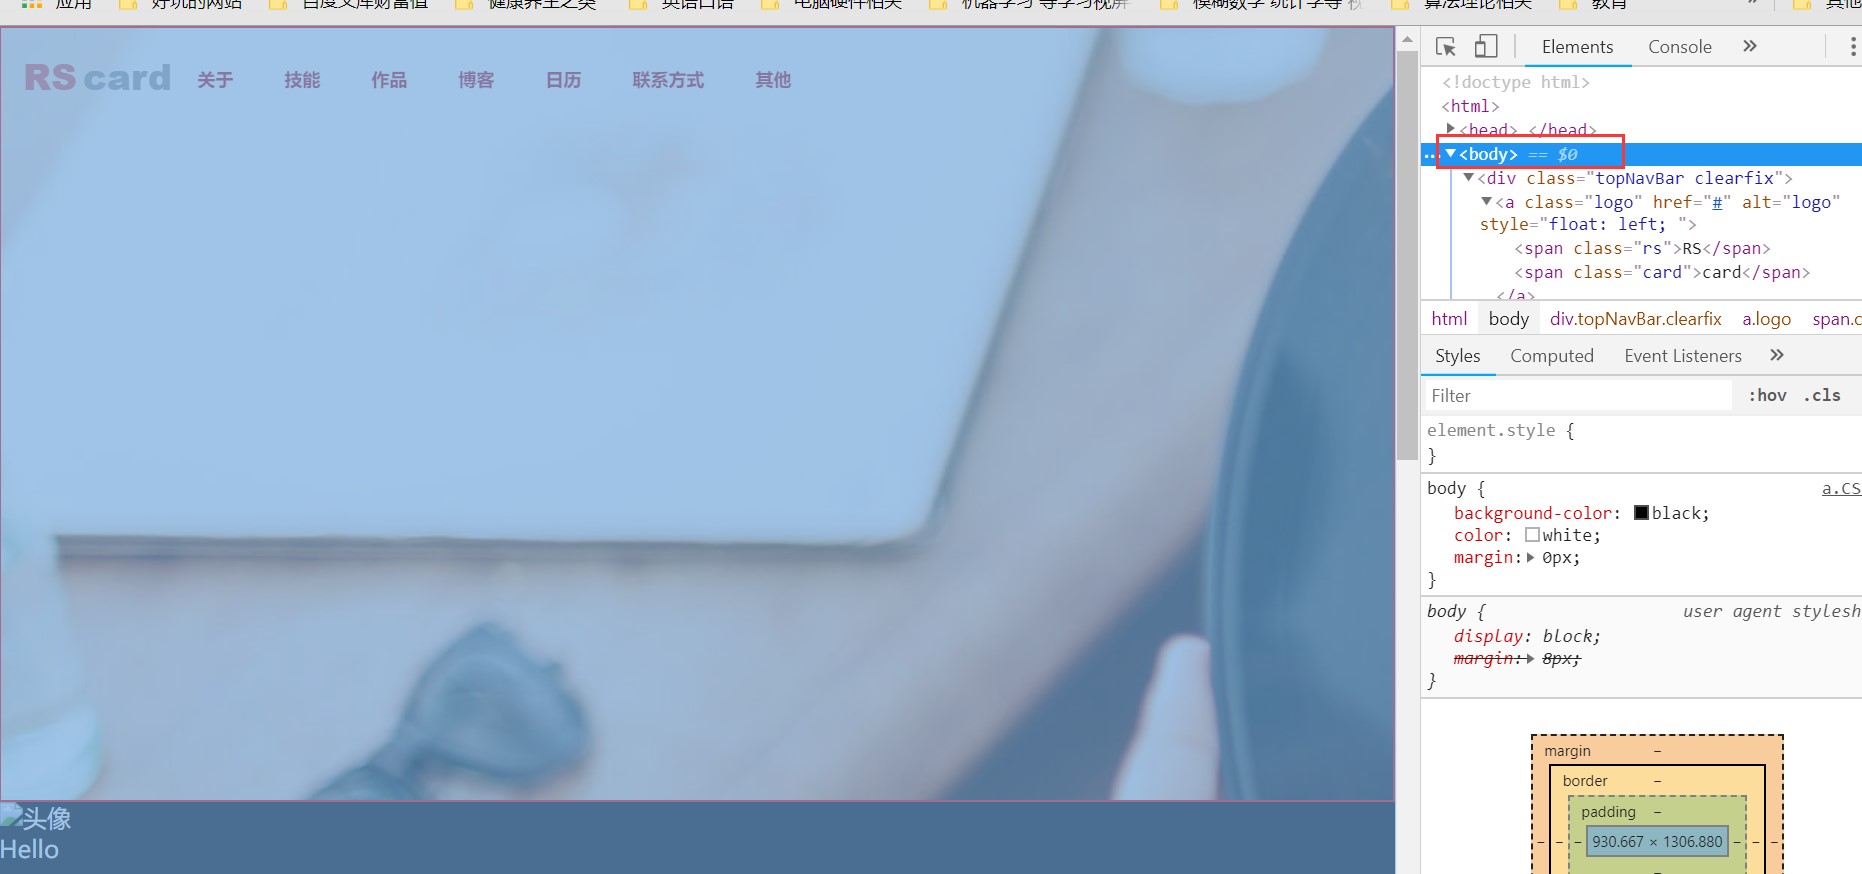 应用 好玩的网站 百度文库财富值 健康养生之类 英语口语 电脑硬件相关 机器学习 等学习视屏 模糊数学 统计学等 算法理论相关 教育 » 其他
RS card 关于 技能 作品 博客 日历 联系方式 其他
头像
Hello
Elements Console »
<!doctype html>
<html>
<head> </head>
… <body> == $0
<div class="topNavBar clearfix">
<a class="logo" href="#" alt="logo"
style="float: left; ">
<span class="rs">RS</span>
<span class="card">card</span>
</a>
html body div.topNavBar.clearfix a.logo span.c
Styles Computed Event Listeners »
Filter :hov .cls
element.style {
}
body { a.CS
background-color: black;
color: white;
margin: 0px;
}
body { user agent stylesh
display: block;
margin: 8px;
}
margin –
border –
padding –
– – – 930.667 × 1306.880 – – –